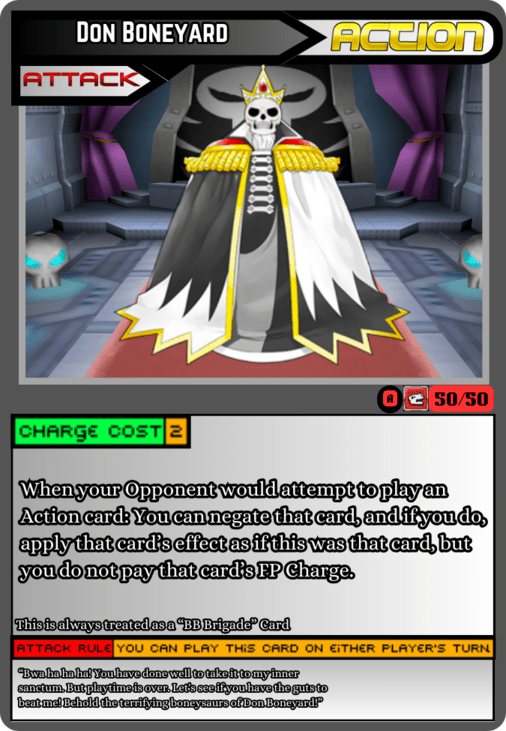 Don Boneyard
ACTION
ATTACK
A 50/50
CHARGE COST 2
When your Opponent would attempt to play an
Action card: You can negate that card, and if you do,
apply that card's effect as if this was that card, but
you do not pay that card's FP Charge.
This is always treated as a "BB Brigade" Card
ATTACK RULE YOU CAN PLAY THIS CARD ON EITHER PLAYER'S TURN.
"Bwa ha ha ha! You have done well to take it to my inner
sanctum. But playtime is over. Let's see if you have the guts to
beat me! Behold the terrifying boneysaurs of Don Boneyard!"